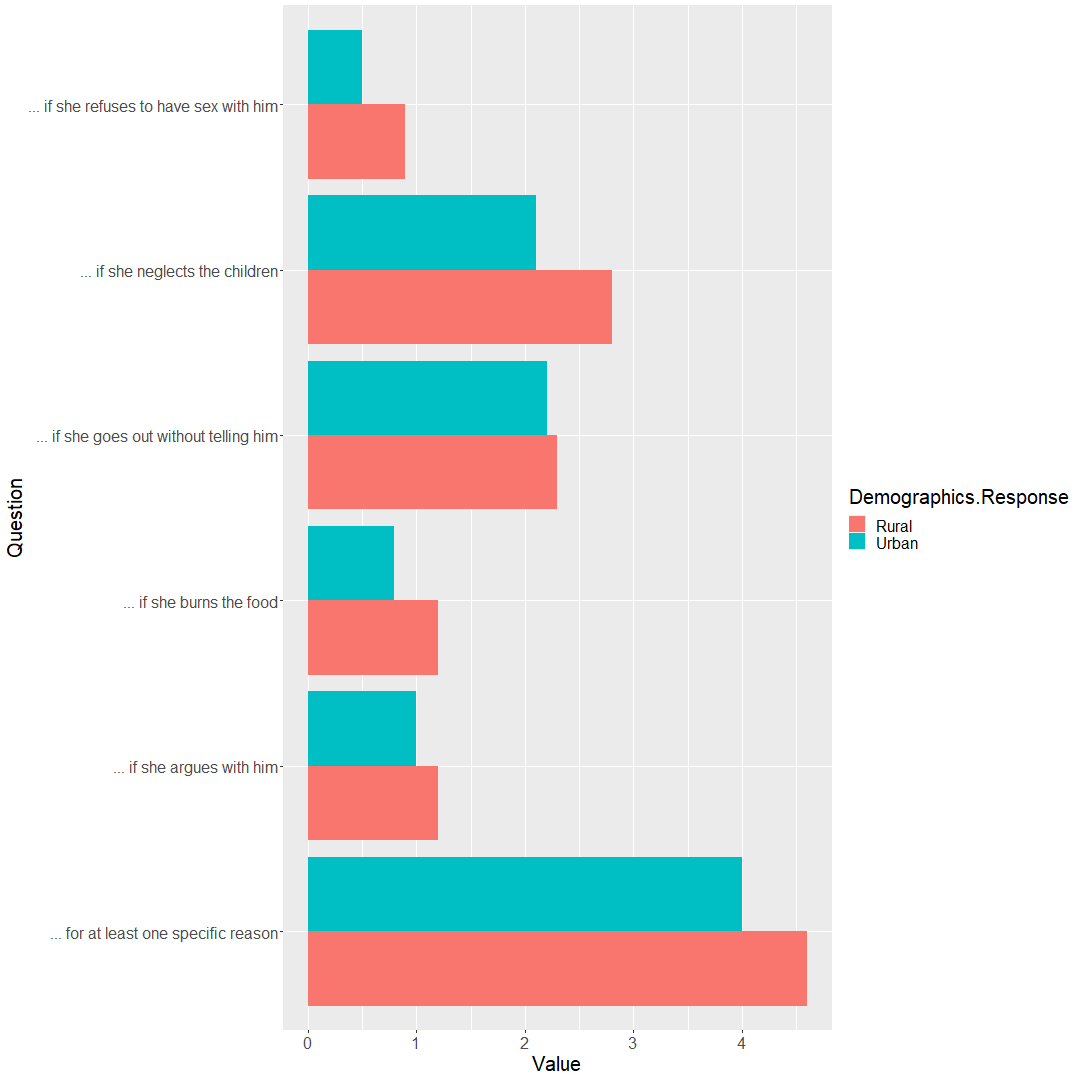 ... if she refuses to have sex with him
... if she neglects the children
... if she goes out without telling him
... if she burns the food
... if she argues with him
... for at least one specific reason
Question
0 1 2 3 4
Value
Demographics.Response
Rural
Urban